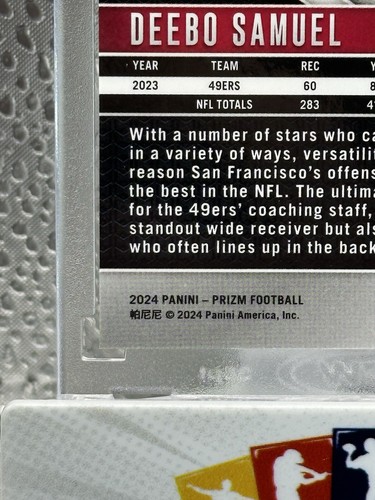 DEEBO SAMUEL
YEAR TEAM REC
2023 49ERS 60
NFL TOTALS 283
With a number of stars who ca
in a variety of ways, versatilit
reason San Francisco's offens
the best in the NFL. The ultima
for the 49ers' coaching staff,
standout wide receiver but als
who often lines up in the back
2024 PANINI – PRIZM FOOTBALL
帕尼尼 © 2024 Panini America, Inc.